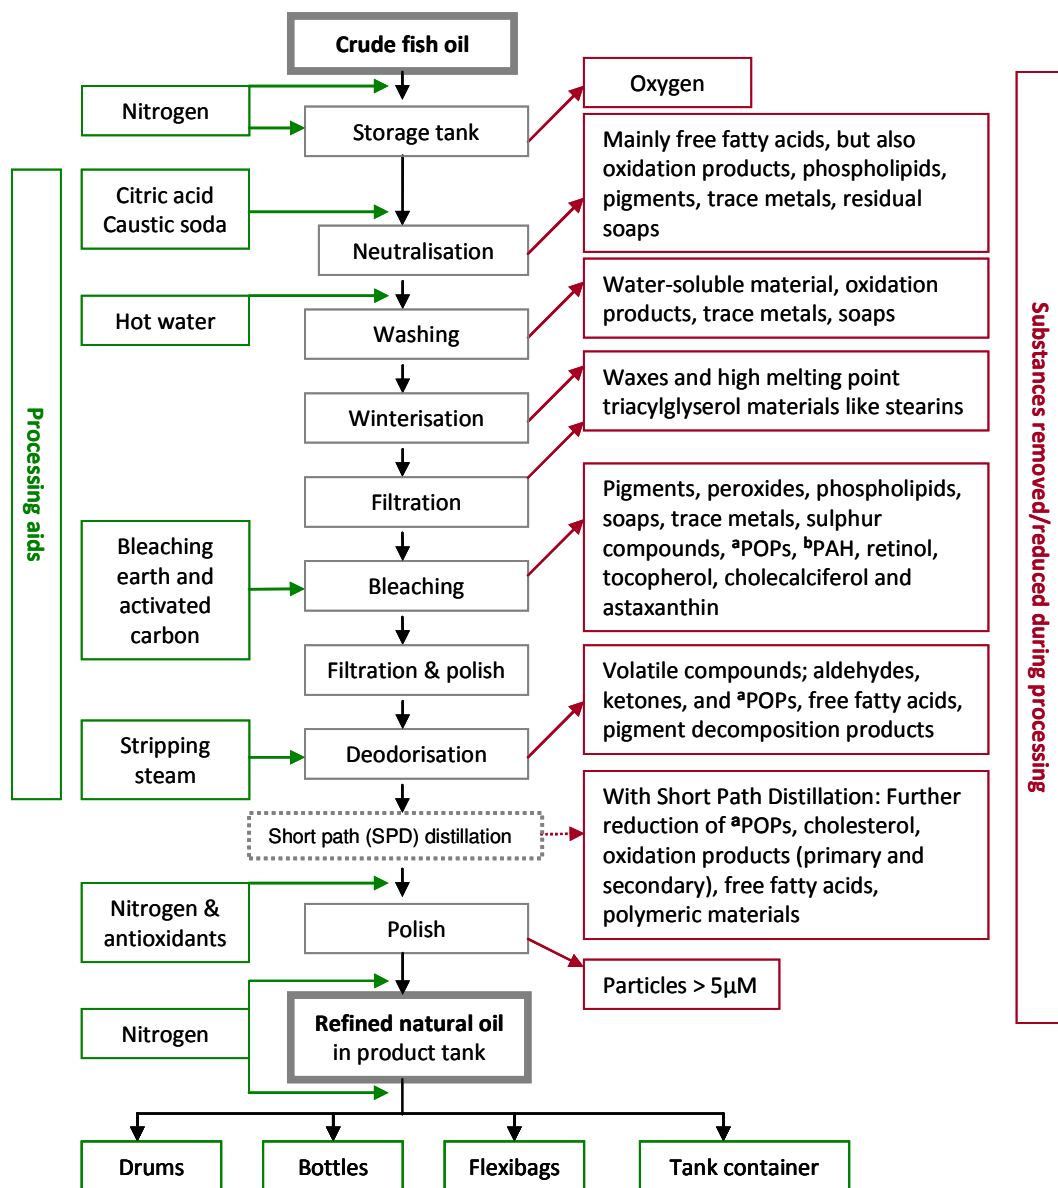 Crude fish oil
Nitrogen
Storage tank
Oxygen
Mainly free fatty acids, but also
oxidation products, phospholipids,
pigments, trace metals, residual
soaps
Citric acid
Caustic soda
Neutralisation
Hot water
Washing
Water-soluble material, oxidation
products, trace metals, soaps
Winterisation
Waxes and high melting point
triacylglyserol materials like stearins
Filtration
Bleaching
earth and
activated
carbon
Bleaching
Pigments, peroxides, phospholipids,
soaps, trace metals, sulphur
compounds, ªPOPs, ᵇPAH, retinol,
tocopherol, cholecalciferol and
astaxanthin
Filtration & polish
Stripping
steam
Deodorisation
Volatile compounds; aldehydes,
ketones, and ªPOPs, free fatty acids,
pigment decomposition products
Short path (SPD) distillation
With Short Path Distillation: Further
reduction of ªPOPs, cholesterol,
oxidation products (primary and
secondary), free fatty acids,
polymeric materials
Nitrogen &
antioxidants
Polish
Particles > 5µM
Nitrogen
Refined natural oil
in product tank
Drums
Bottles
Flexibags
Tank container
Processing aids
Substances removed/reduced during processing